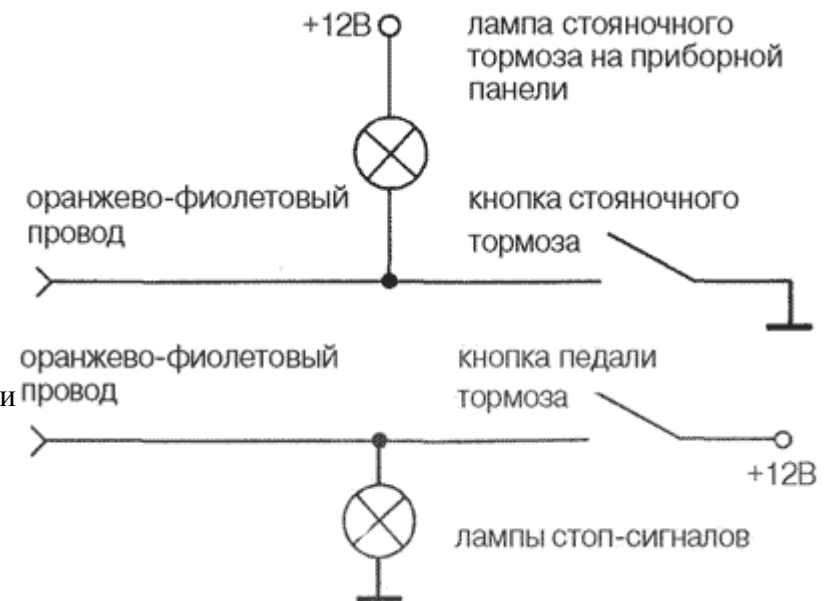 +12В
лампа стояночного
тормоза на приборной
панели
оранжево-фиолетовый
провод
кнопка стояночного
тормоза
оранжево-фиолетовый
и провод
кнопка педали
тормоза
+12В
лампы стоп-сигналов